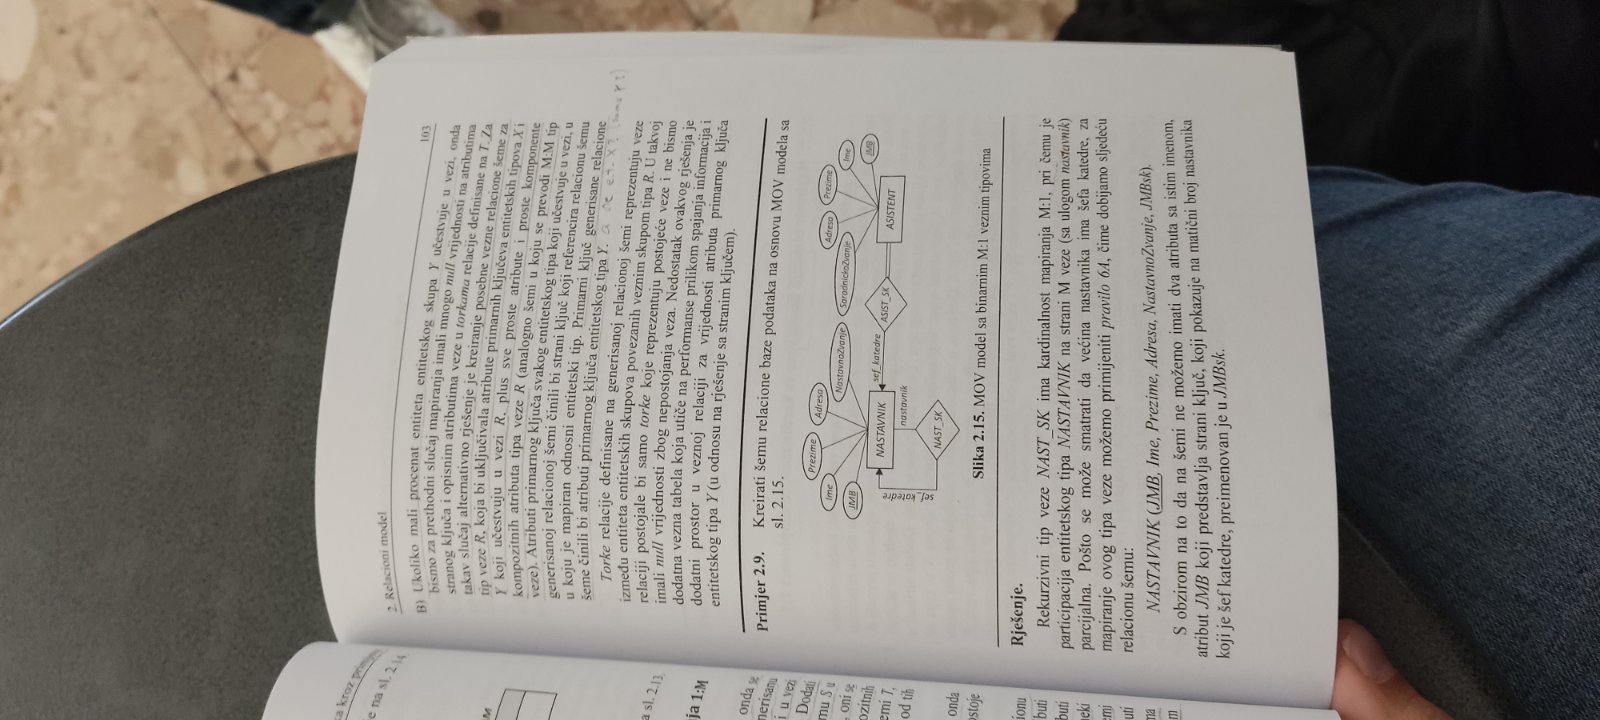 2. Relacioni model
103
B) Ukoliko mali procenat entiteta entitetskog skupa Y učestvuje u vezi, onda
bismo za prethodni slučaj mapiranja imali mnogo null vrijednosti na atributima
stranog ključa i opisnim atributima veze u torkama relacije definisane na T. Za
takav slučaj alternativno rješenje je kreiranje posebne vezne relacione šeme za
tip veze R, koja bi uključivala atribute primarnih ključeva entitetskih tipova X i
Y koji učestvuju u vezi R, plus sve proste atribute i proste komponente
kompozitnih atributa tipa veze R (analogno šemi u koju se prevodi M:M tip
veze). Atributi primarnog ključa svakog entitetskog tipa koji učestvuje u vezi, u
generisanoj relacionoj šemi činili bi strani ključ koji referencira relacionu šemu
u koju je mapiran odnosni entitetski tip. Primarni ključ generisane relacione
šeme činili bi atributi primarnog ključa entitetskog tipa Y.
Torke relacije definisane na generisanoj relacionoj šemi reprezentuju veze
između entiteta entitetskih skupova povezanih veznim skupom tipa R. U takvoj
relaciji postojale bi samo torke koje reprezentuju postojeće veze i ne bismo
imali null vrijednosti zbog nepostojanja veza. Nedostatak ovakvog rješenja je
dodatna vezna tabela koja utiče na performanse prilikom spajanja informacija i
dodatni prostor u veznoj relaciji za vrijednosti atributa primarnog ključa
entitetskog tipa Y (u odnosu na rješenje sa stranim ključem).
Primjer 2.9. Kreirati šemu relacione baze podataka na osnovu MOV modela sa
sl. 2.15.
Prezime
Adresa
Ime
NastavnoZvanje
JMB
SaradnickoZvanje
Adresa
Prezime
Ime
JMB
NASTAVNIK
sef_katedre
ASIST_SK
ASISTENT
sef_katedre
nastavnik
NAST_SK
Slika 2.15. MOV model sa binarnim M:1 veznim tipovima
Rješenje.
Rekurzivni tip veze NAST_SK ima kardinalnost mapiranja M:1, pri čemu je
participacija entitetskog tipa NASTAVNIK na strani M veze (sa ulogom nastavnik)
parcijalna. Pošto se može smatrati da većina nastavnika ima šefa katedre, za
mapiranje ovog tipa veze možemo primijeniti pravilo 6A, čime dobijamo sljedeću
relacionu šemu:
NASTAVNIK (JMB, Ime, Prezime, Adresa, NastavnoZvanje, JMBsk).
S obzirom na to da na šemi ne možemo imati dva atributa sa istim imenom,
atribut JMB koji predstavlja strani ključ, koji pokazuje na matični broj nastavnika
koji je šef katedre, preimenovan je u JMBsk.